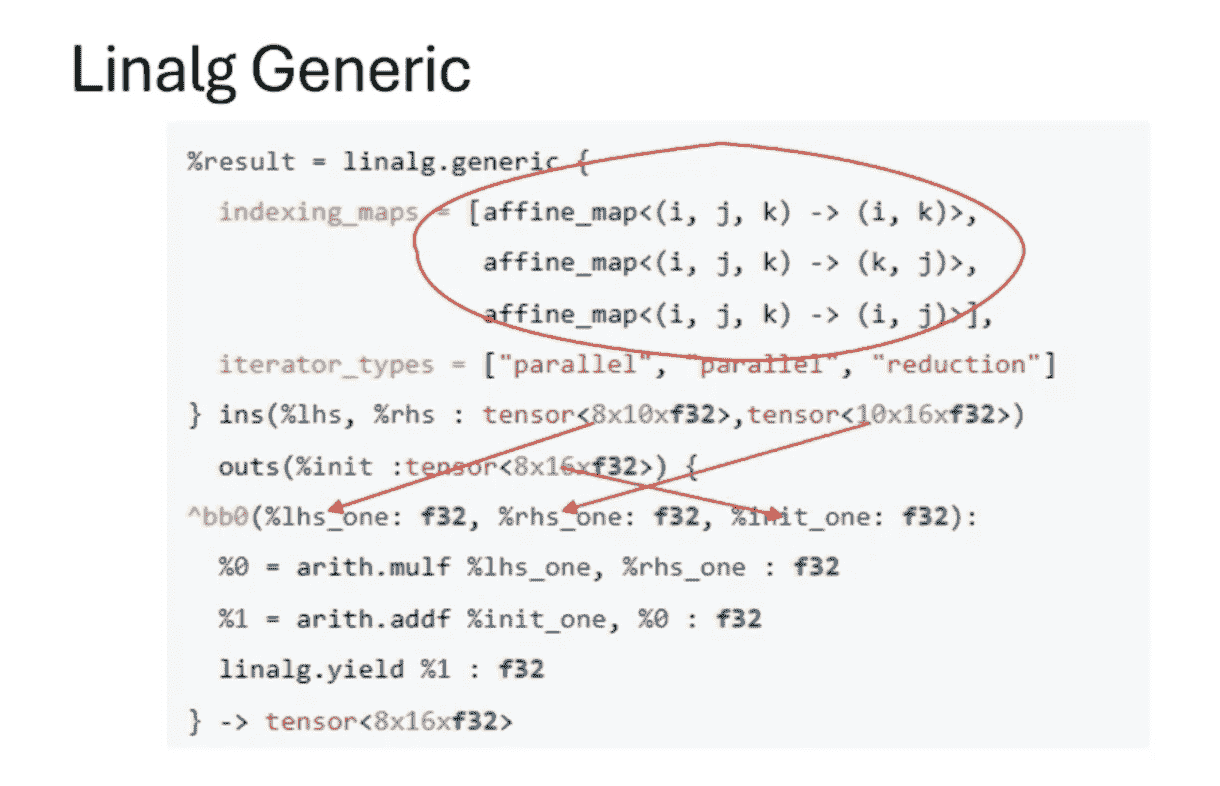 Linalg Generic
%result = linalg.generic {
indexing_maps = [affine_map<(i, j, k) -> (i, k)>,
affine_map<(i, j, k) -> (k, j)>,
affine_map<(i, j, k) -> (i, j)>],
iterator_types = ["parallel", "parallel", "reduction"]
} ins(%lhs, %rhs : tensor<8x10xf32>,tensor<10x16xf32>)
outs(%init :tensor<8x16xf32>) {
^bb0(%lhs_one: f32, %rhs_one: f32, %init_one: f32):
%0 = arith.mulf %lhs_one, %rhs_one : f32
%1 = arith.addf %init_one, %0 : f32
linalg.yield %1 : f32
} -> tensor<8x16xf32>